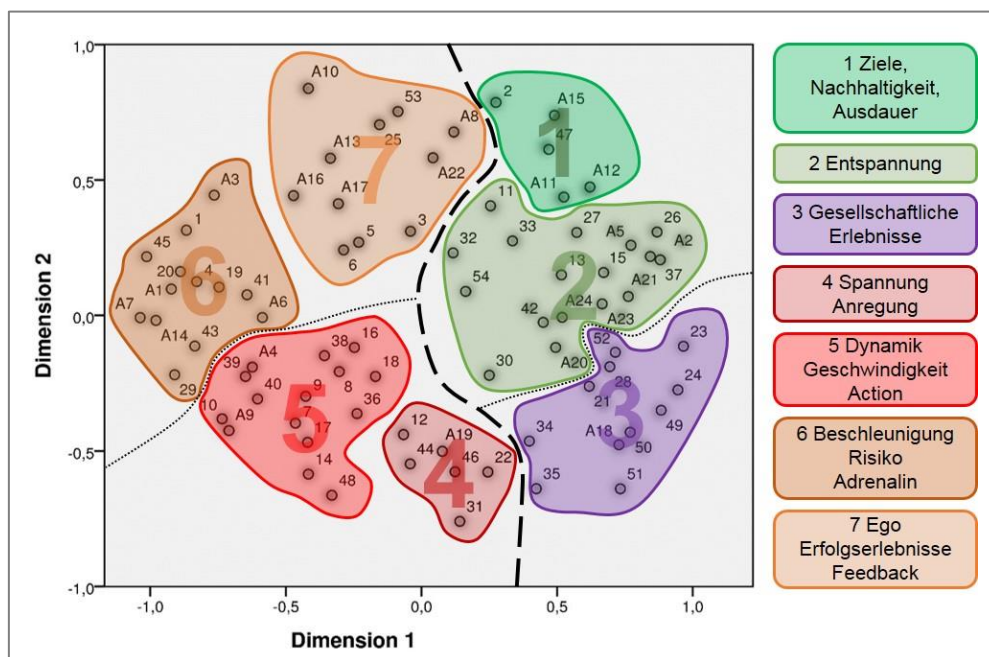 1,0
0,5
0,0
-0,5
-1,0
-1,0
-0,5
0,0
0,5
1,0
Dimension 2
Dimension 1
A10
53
25
A8
A13
A22
A16
A17
3
5
6
7
2
A15
47
A11
A12
1
11
27
26
33
A5
A2
32
13
15
A21
37
54
42
A24
A23
2
A20
30
A3
1
45
20
4
19
41
A1
A7
A6
A14
43
29
6
16
38
A4
39
18
9
8
40
36
10
A9
7
17
5
14
48
12
A19
44
46
22
4
31
23
52
28
24
21
49
34
A18
50
3
35
51
1 Ziele,
Nachhaltigkeit,
Ausdauer
2 Entspannung
3 Gesellschaftliche
Erlebnisse
4 Spannung
Anregung
5 Dynamik
Geschwindigkeit
Action
6 Beschleunigung
Risiko
Adrenalin
7 Ego
Erfolgserlebnisse
Feedback